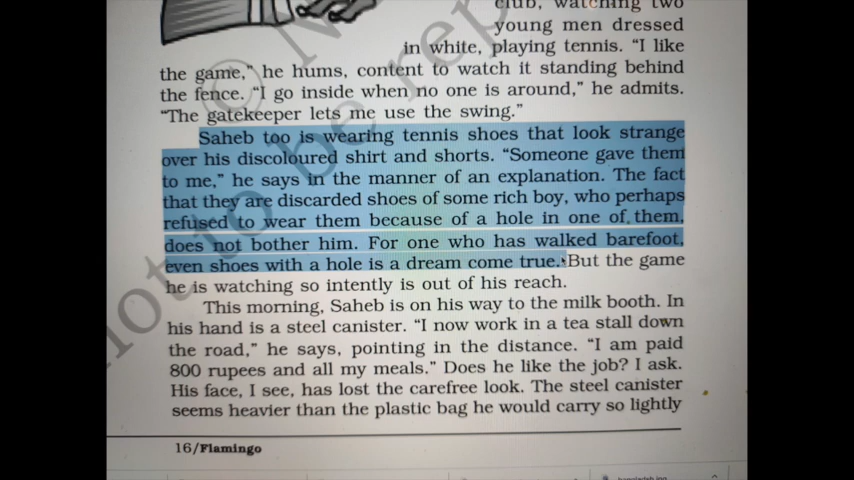 club, watching two
young men dressed
in white, playing tennis. “I like
the game,” he hums, content to watch it standing behind
the fence. “I go inside when no one is around,” he admits.
“The gatekeeper lets me use the swing.”
Saheb too is wearing tennis shoes that look strange
over his discoloured shirt and shorts. “Someone gave them
to me,” he says in the manner of an explanation. The fact
that they are discarded shoes of some rich boy, who perhaps
refused to wear them because of a hole in one of them,
does not bother him. For one who has walked barefoot,
even shoes with a hole is a dream come true. But the game
he is watching so intently is out of his reach.
This morning, Saheb is on his way to the milk booth. In
his hand is a steel canister. “I now work in a tea stall down
the road,” he says, pointing in the distance. “I am paid
800 rupees and all my meals.” Does he like the job? I ask.
His face, I see, has lost the carefree look. The steel canister
seems heavier than the plastic bag he would carry so lightly
16/Flamingo
not to be rep
©